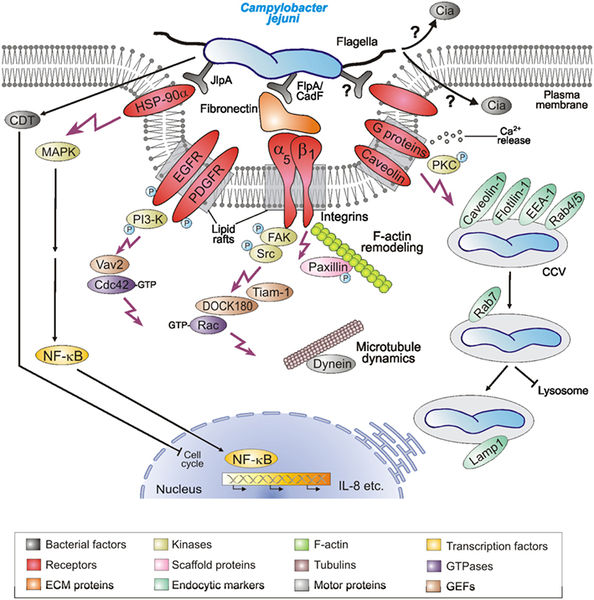 Campylobacter
jejuni
Cia
?
Flagella
JlpA
FlpA/
CadF
?
?
HSP-90α
Cia
Plasma
membrane
CDT
Fibronectin
G proteins
Ca2+
release
MAPK
EGFR
α5
β1
Caveolin
PKC
P
PDGFR
Caveolin-1
Flotiliin-1
EEA-1
Rab4/5
P
PI3-K
P
Lipid
rafts
Integrins
P
FAK
Src
P
F-actin
remodeling
Vav2
Paxillin
P
CCV
Cdc42
-GTP
Tiam-1
DOCK180
Rab7
GTP-
Rac
Microtubule
dynamics
NF-κB
Dynein
Lysosome
Cell
cycle
NF-κB
Lamp1
Nucleus
IL-8 etc.
Bacterial factors
Kinases
F-actin
Transcription factors
Receptors
Scaffold proteins
Tubulins
GTPases
ECM proteins
Endocytic markers
Motor proteins
GEFs